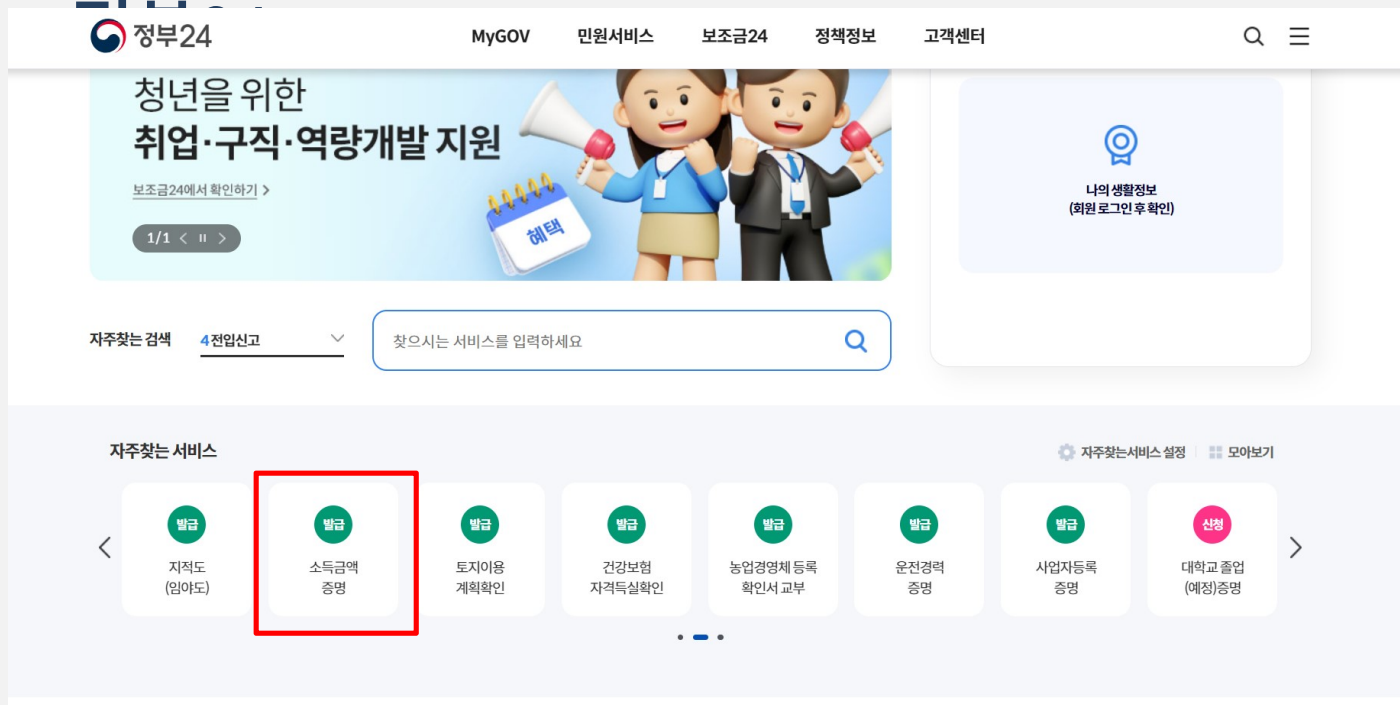 정부24
MyGOV 민원서비스 보조금24 정책정보 고객센터
청년을 위한
취업·구직·역량개발 지원
보조금24에서 확인하기 >
1/1 < >
혜택
나의 생활정보
(회원 로그인 후 확인)
자주찾는 검색 4 전입신고
찾으시는 서비스를 입력하세요
자주찾는 서비스
자주찾는서비스 설정 모아보기
발급
지적도
(임야도)
발급
소득금액
증명
발급
토지이용
계획확인
발급
건강보험
자격득실확인
발급
농업경영체 등록
확인서 교부
발급
운전경력
증명
발급
사업자등록
증명
신청
대학교 졸업
(예정)증명